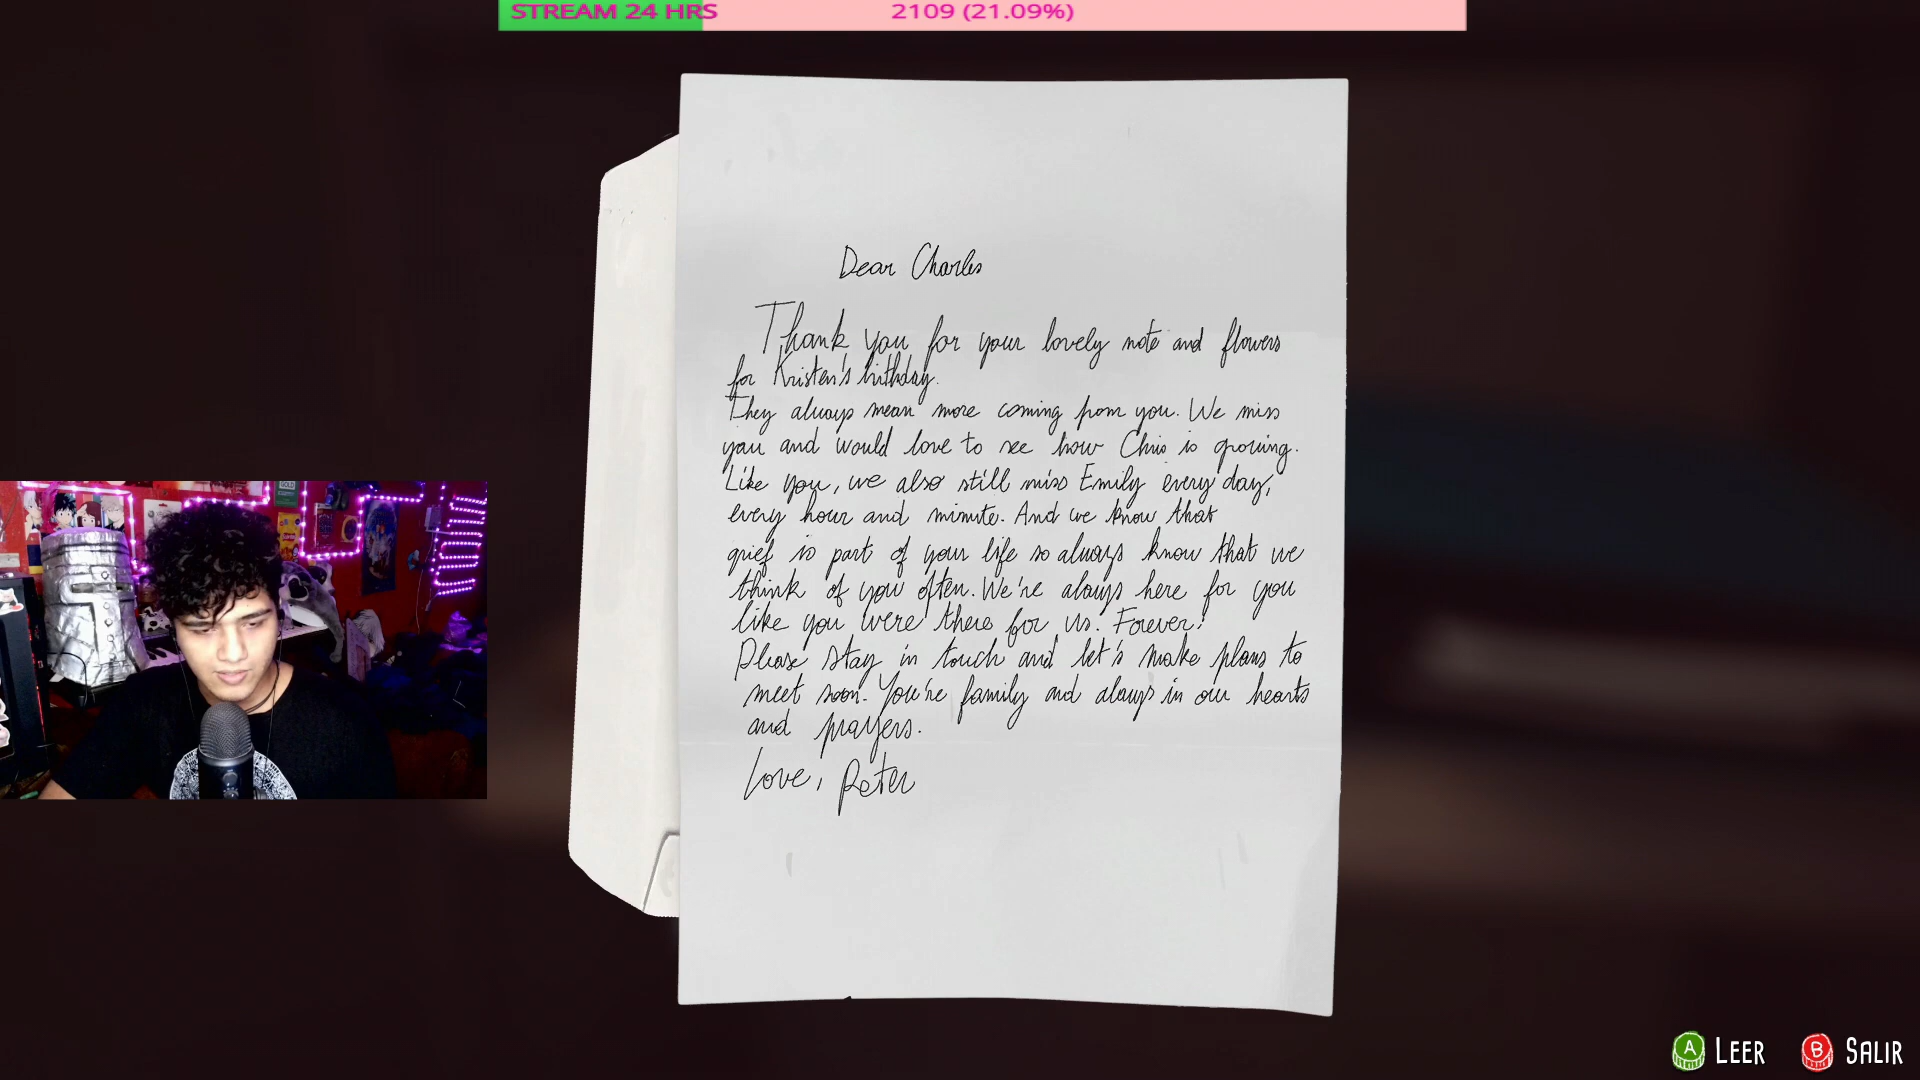 STREAM 24 HRS 2109 (21.09%)
Dear Charles
Thank you for your lovely note and flowers
for Kristen's birthday.
They always mean more coming from you. We miss
you and would love to see how Chris is growing.
Like you, we also still miss Emily every day,
every hour and minute. And we know that
grief is part of your life so always know that we
think of you often. We're always here for you
like you were there for us. Forever!
Please stay in touch and let's make plans to
meet soon. You're family and always in our hearts
and prayers.
Love, Peter
A LEER B SALIR